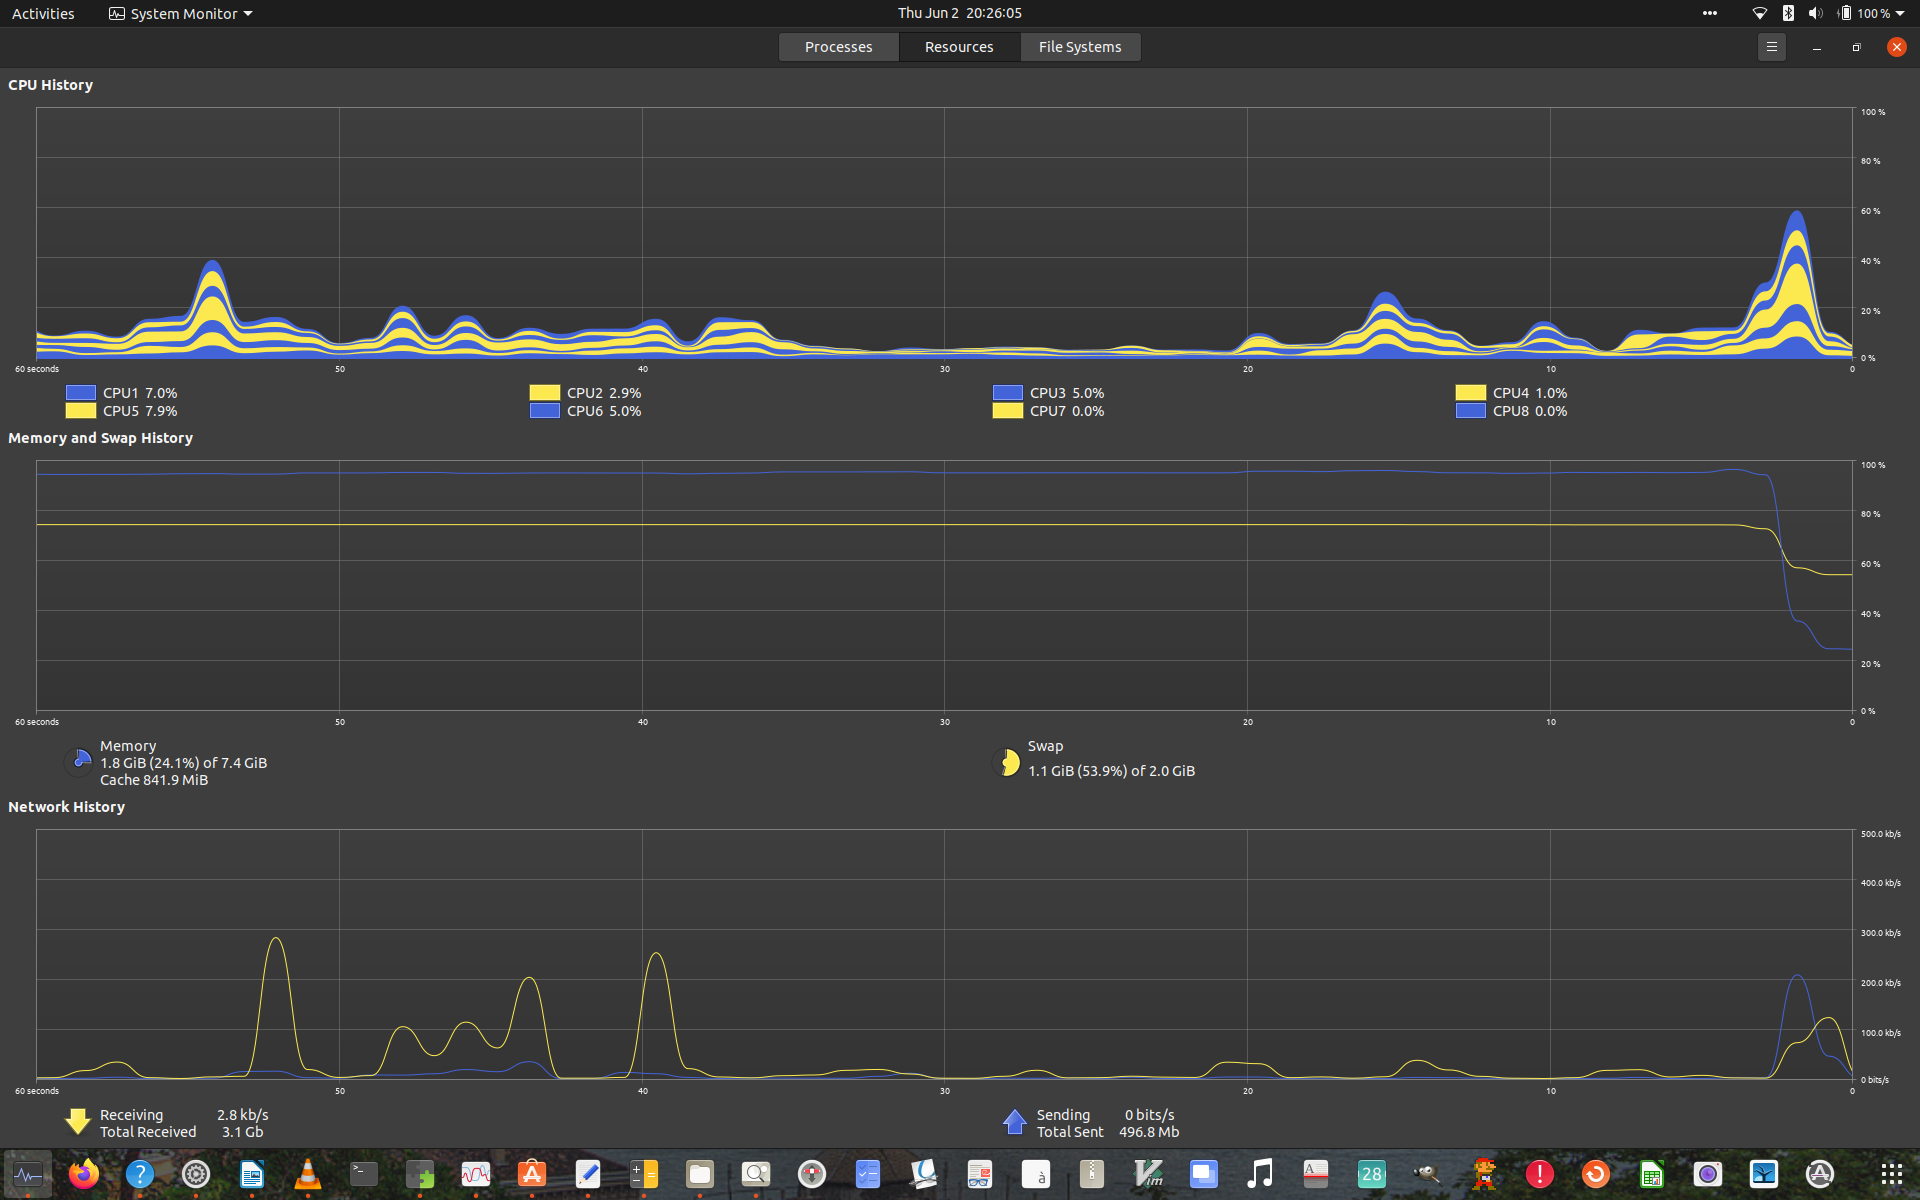 Activities
System Monitor
Thu Jun 2 20:26:05
100 %
Processes
Resources
File Systems
CPU History
100 %
80 %
60 %
40 %
20 %
0 %
60 seconds 50 40 30 20 10 0
CPU1 7.0% CPU2 2.9% CPU3 5.0% CPU4 1.0%
CPU5 7.9% CPU6 5.0% CPU7 0.0% CPU8 0.0%
Memory and Swap History
100 %
80 %
60 %
40 %
20 %
0 %
60 seconds 50 40 30 20 10 0
Memory
1.8 GiB (24.1%) of 7.4 GiB
Cache 841.9 MiB
Swap
1.1 GiB (53.9%) of 2.0 GiB
Network History
500.0 kb/s
400.0 kb/s
300.0 kb/s
200.0 kb/s
100.0 kb/s
0 bits/s
60 seconds 50 40 30 20 10 0
Receiving 2.8 kb/s
Total Received 3.1 Gb
Sending 0 bits/s
Total Sent 496.8 Mb
?
>_
à
Vim
A
28
!